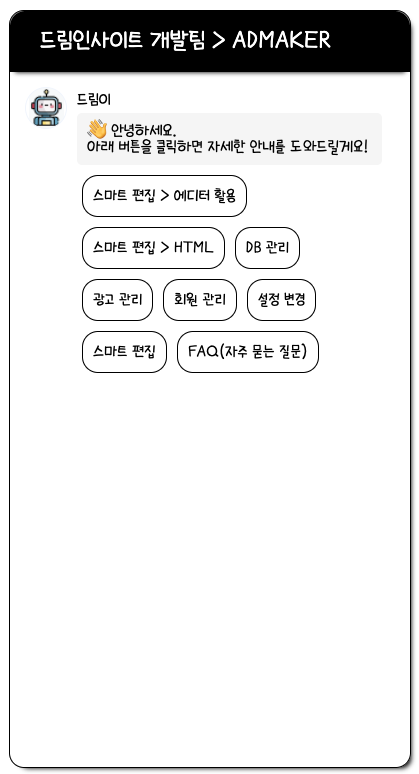 드림인사이트 개발팀 > ADMAKER
드림이
👋 안녕하세요.
아래 버튼을 클릭하면 자세한 안내를 도와드릴게요!
스마트 편집 > 에디터 활용
스마트 편집 > HTML
DB 관리
광고 관리
회원 관리
설정 변경
스마트 편집
FAQ(자주 묻는 질문)